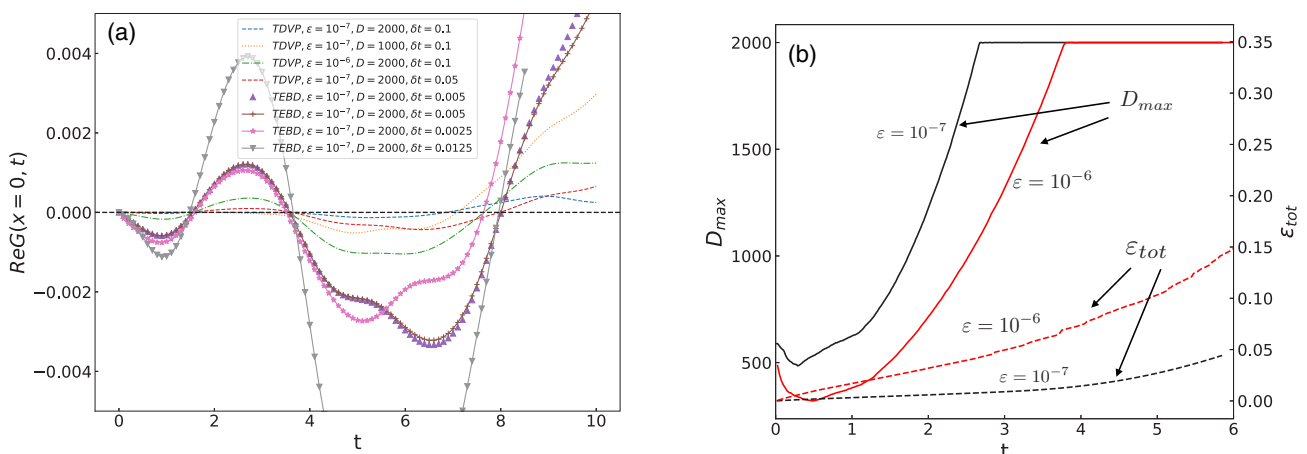 (a)
TDVP, ε = 10⁻⁷, D = 2000, δt = 0.1
TDVP, ε = 10⁻⁷, D = 1000, δt = 0.1
TDVP, ε = 10⁻⁶, D = 2000, δt = 0.1
TDVP, ε = 10⁻⁷, D = 2000, δt = 0.05
TEBD, ε = 10⁻⁷, D = 2000, δt = 0.005
TEBD, ε = 10⁻⁷, D = 2000, δt = 0.005
TEBD, ε = 10⁻⁷, D = 2000, δt = 0.0025
TEBD, ε = 10⁻⁷, D = 2000, δt = 0.0125
0.004
0.002
0.000
−0.002
−0.004
ReG(x = 0, t)
0 2 4 6 8 10
t
(b)
2000
1500
1000
500
D_max
0.35
0.30
0.25
0.20
0.15
0.10
0.05
0.00
ε_tot
D_max
ε = 10⁻⁷
ε = 10⁻⁶
ε_tot
ε = 10⁻⁶
ε = 10⁻⁷
0 1 2 3 4 5 6
t